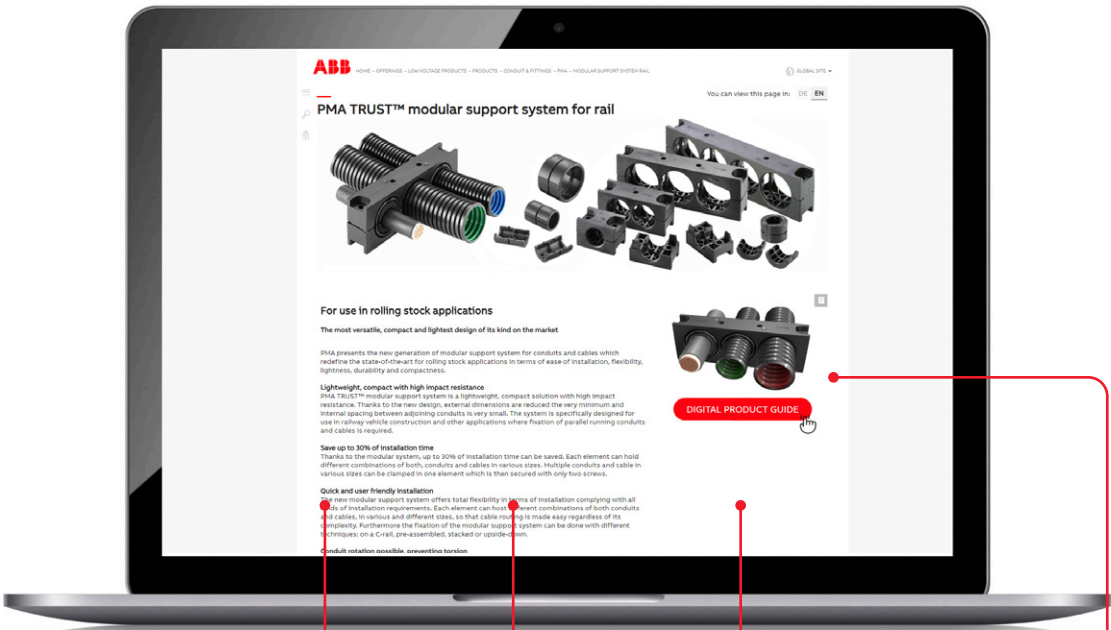 ABB
HOME – OFFERINGS – LOW VOLTAGE PRODUCTS – PRODUCTS – CONDUIT & FITTINGS – PMA – MODULAR SUPPORT SYSTEM RAIL
GLOBAL SITE
You can view this page in: DE EN
PMA TRUST™ modular support system for rail
For use in rolling stock applications
The most versatile, compact and lightest design of its kind on the market
PMA presents the new generation of modular support system for conduits and cables which
redefine the state-of-the-art for rolling stock applications in terms of ease of installation, flexibility,
lightness, durability and compactness.
Lightweight, compact with high impact resistance
PMA TRUST™ modular support system is a lightweight, compact solution with high impact
resistance. Thanks to the new design, external dimensions are reduced the very minimum and
internal spacing between adjoining conduits is very small. The system is specifically designed for
use in railway vehicle construction and other applications where fixation of parallel running conduits
and cables is required.
DIGITAL PRODUCT GUIDE
Save up to 30% of installation time
Thanks to the modular system, up to 30% of installation time can be saved. Each element can hold
different combinations of both, conduits and cables in various sizes. Multiple conduits and cable in
various sizes can be clamped in one element which is then secured with only two screws.
Quick and user friendly installation
The new modular support system offers total flexibility in terms of installation complying with all
kinds of installation requirements. Each element can host different combinations of both conduits
and cables, in various and different sizes, so that cable routing is made easy regardless of its
complexity. Furthermore the fixation of the modular support system can be done with different
techniques: on a C-rail, pre-assembled, stacked or upside-down.
Conduit rotation possible, preventing torsion